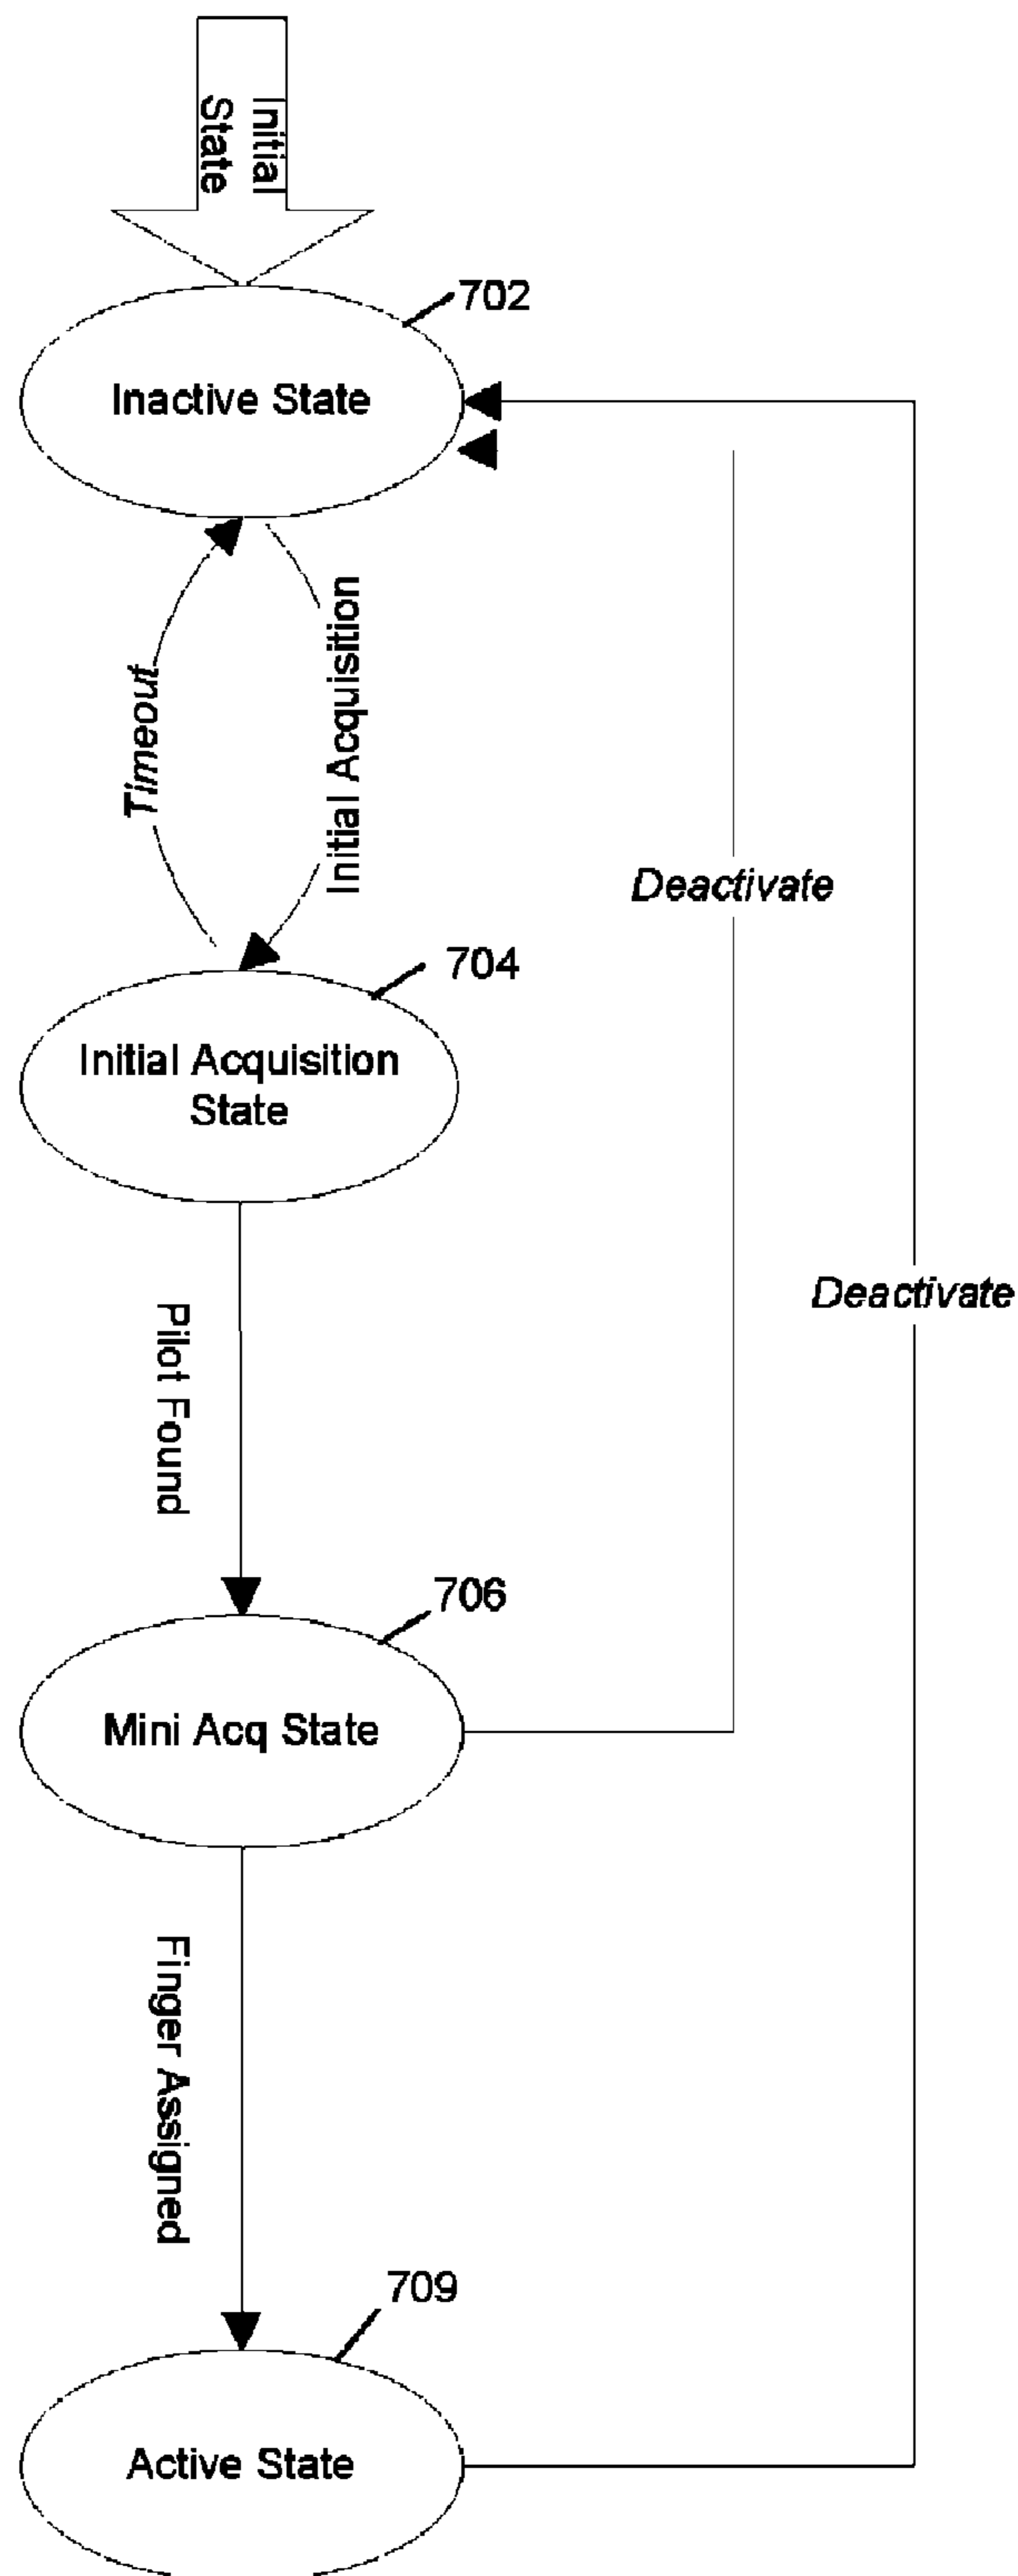 Initial
State
702
Inactive State
Timeout
Initial Acquisition
Deactivate
704
Initial Acquisition
State
Deactivate
Pilot Found
706
Mini Acq State
Finger Assigned
709
Active State